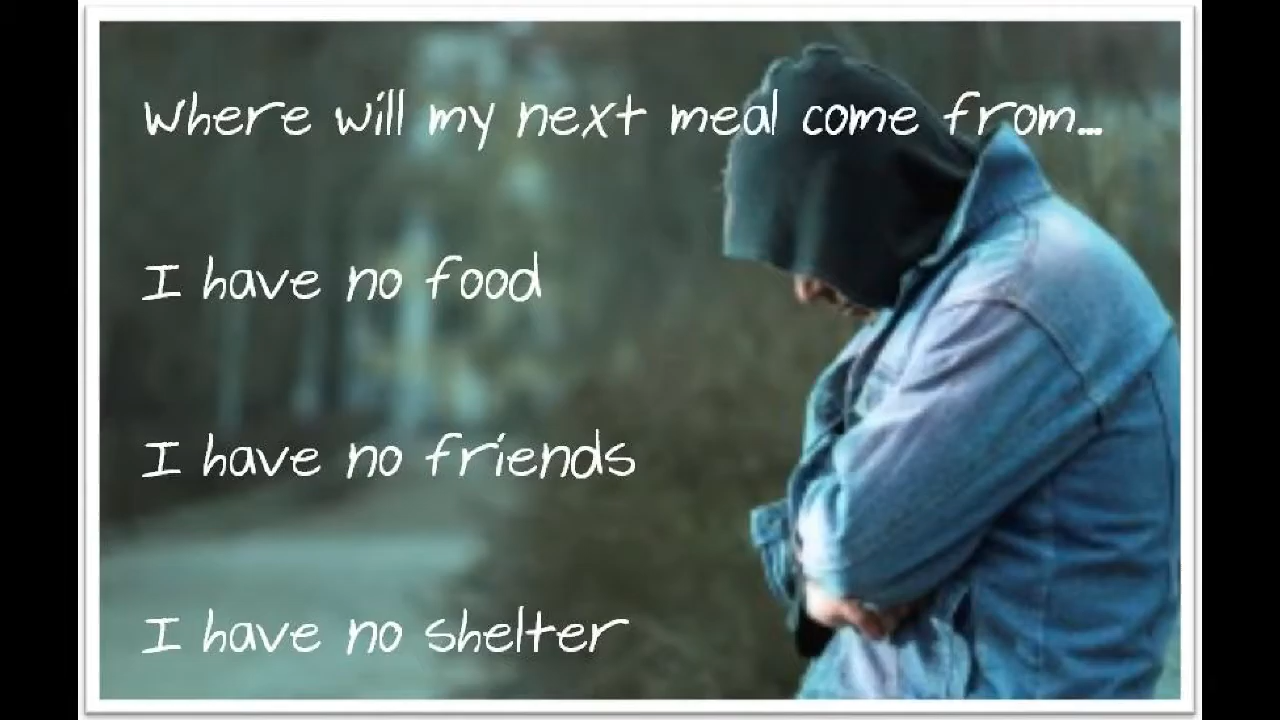 Where will my next meal come from...
I have no food
I have no friends
I have no shelter